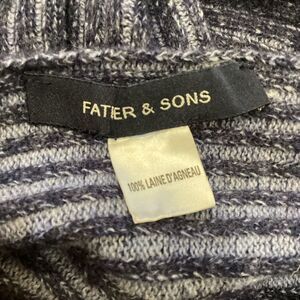 FATIER & SONS
100% LAINE D'AGNEAU